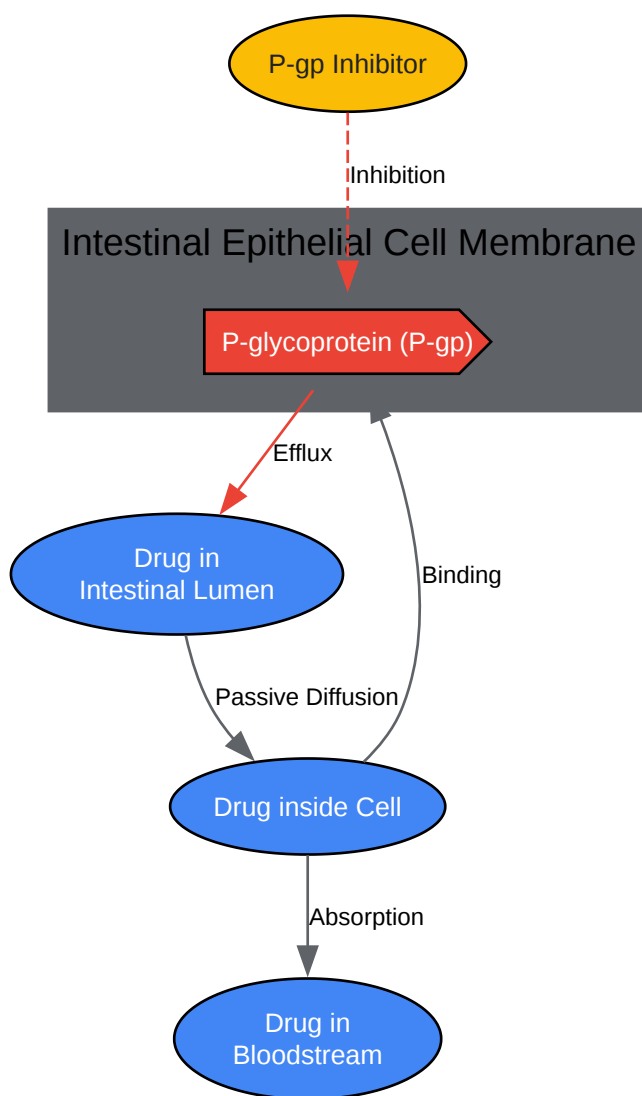 P-gp Inhibitor
Inhibition
Intestinal Epithelial Cell Membrane
P-glycoprotein (P-gp)
Efflux
Drug in
Intestinal Lumen
Binding
Passive Diffusion
Drug inside Cell
Absorption
Drug in
Bloodstream